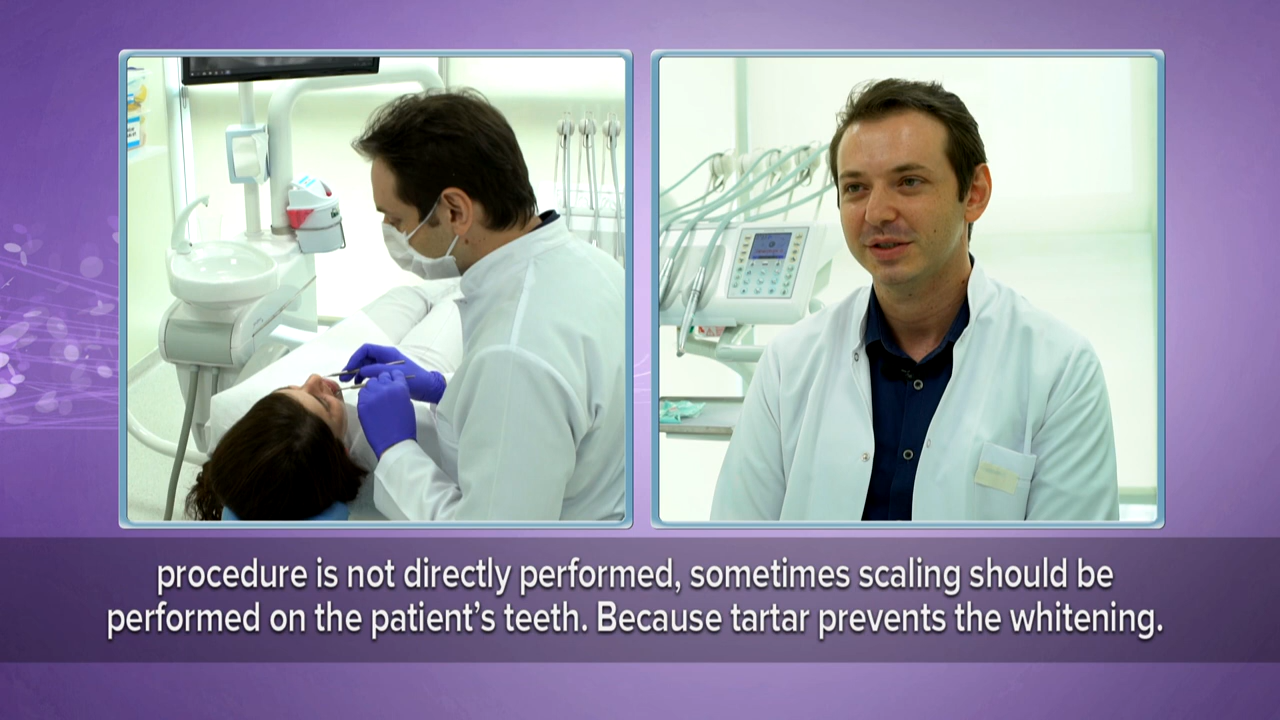 procedure is not directly performed, sometimes scaling should be
performed on the patient’s teeth. Because tartar prevents the whitening.